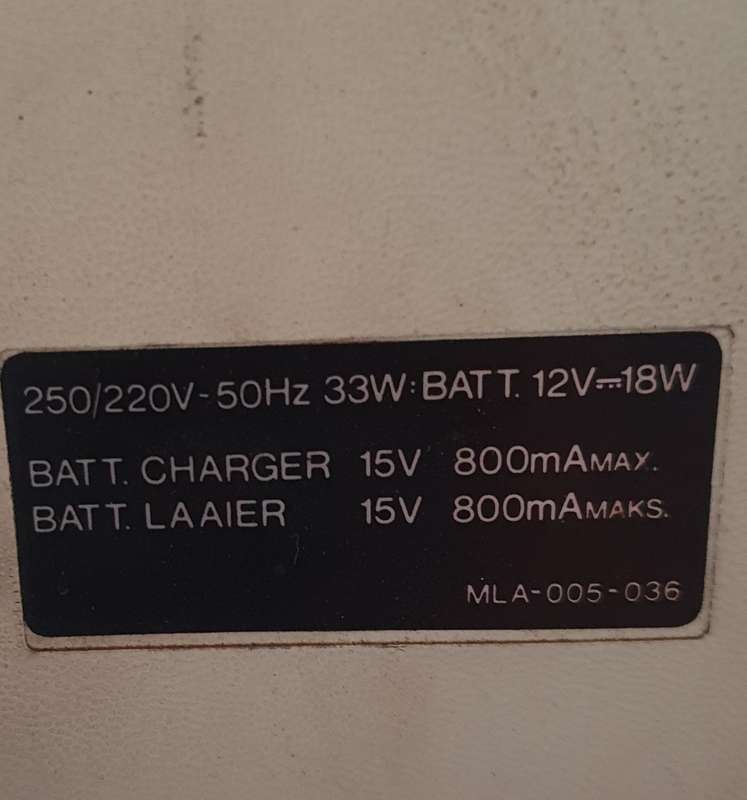 250/220V-50Hz 33W:BATT. 12V⎓18W
BATT. CHARGER 15V 800mAMAX.
BATT. LAAIER 15V 800mAMAKS.
MLA-005-036